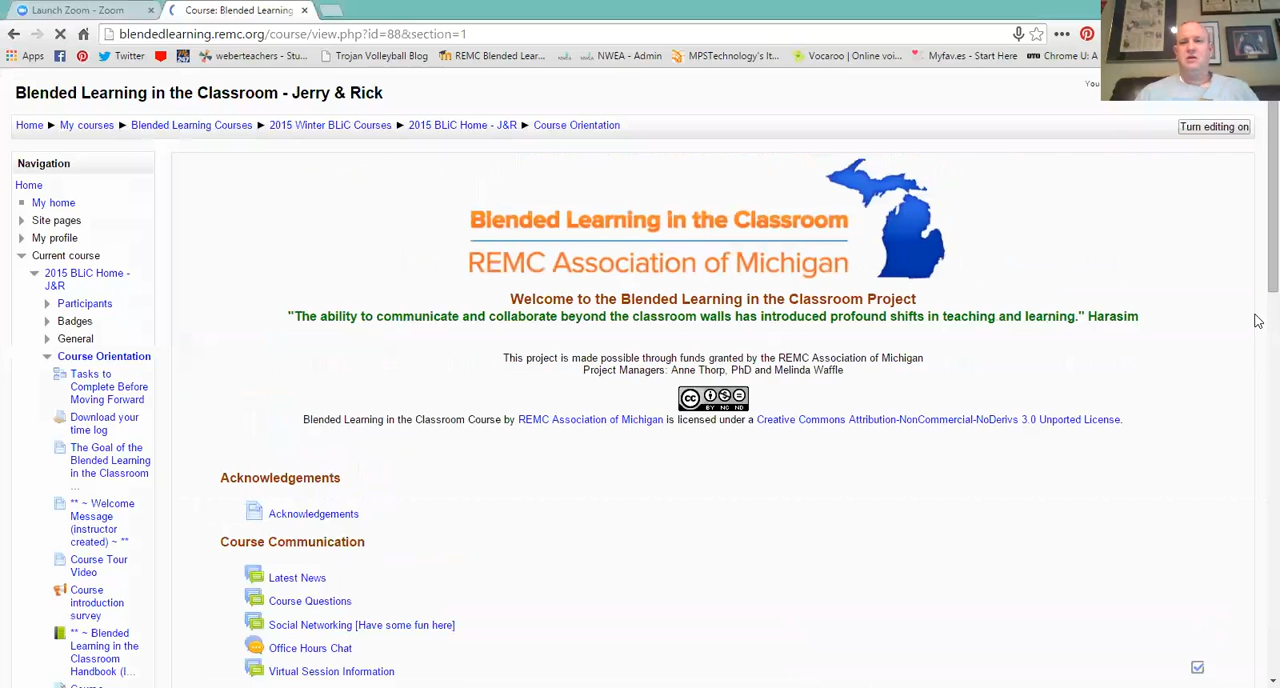 Launch Zoom - Zoom
Course: Blended Learning
blendedlearning.remc.org/course/view.php?id=88&section=1
Apps
Twitter
weberteachers - Stu...
Trojan Volleyball Blog
REMC Blended Lear...
NWEA - Admin
MPSTechnology's It...
Vocaroo | Online voi...
Myfav.es - Start Here
Chrome U: A
Blended Learning in the Classroom - Jerry & Rick
You
Home ► My courses ► Blended Learning Courses ► 2015 Winter BLiC Courses ► 2015 BLiC Home - J&R ► Course Orientation
Turn editing on
Navigation
Home
My home
Site pages
My profile
Current course
2015 BLiC Home -
J&R
Participants
Badges
General
Course Orientation
Tasks to
Complete Before
Moving Forward
Download your
time log
The Goal of the
Blended Learning
in the Classroom
...
** ~ Welcome
Message
(instructor
created) ~ **
Course Tour
Video
Course
introduction
survey
** ~ Blended
Learning in the
Classroom
Handbook (I...
Blended Learning in the Classroom
REMC Association of Michigan
Welcome to the Blended Learning in the Classroom Project
"The ability to communicate and collaborate beyond the classroom walls has introduced profound shifts in teaching and learning." Harasim
This project is made possible through funds granted by the REMC Association of Michigan
Project Managers: Anne Thorp, PhD and Melinda Waffle
cc
BY NC ND
Blended Learning in the Classroom Course by REMC Association of Michigan is licensed under a Creative Commons Attribution-NonCommercial-NoDerivs 3.0 Unported License.
Acknowledgements
Acknowledgements
Course Communication
Latest News
Course Questions
Social Networking [Have some fun here]
Office Hours Chat
Virtual Session Information